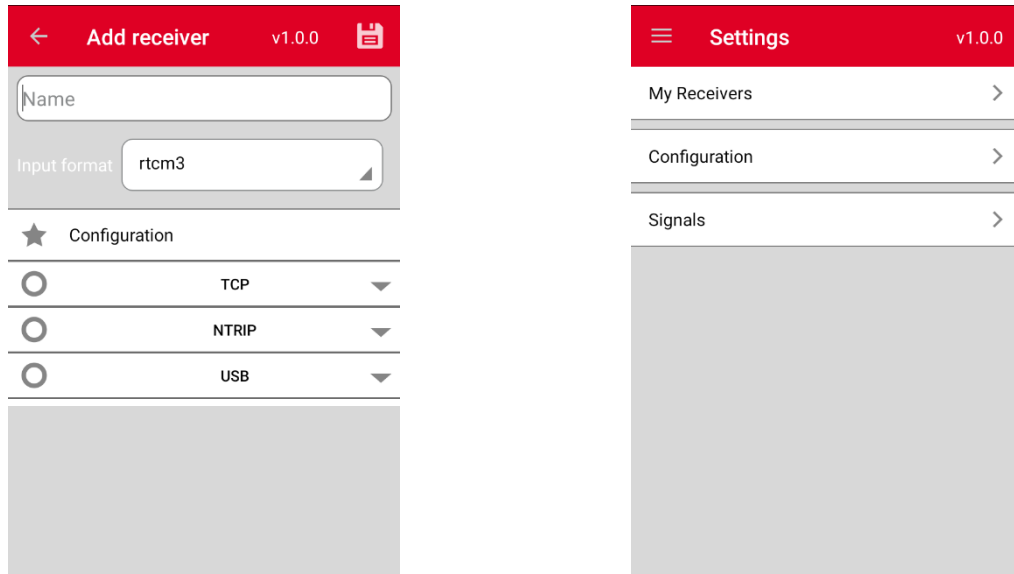 Add receiver v1.0.0
Name
Input format rtcm3
Configuration
TCP
NTRIP
USB
Settings v1.0.0
My Receivers
Configuration
Signals